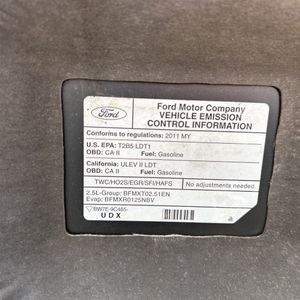 Ford
Ford Motor Company
VEHICLE EMISSION
CONTROL INFORMATION
Conforms to regulations: 2011 MY
U.S. EPA: T2B5 LDT1
OBD: CA II Fuel: Gasoline
California: ULEV II LDT
OBD: CA II Fuel: Gasoline
TWC/HO2S/EGR/SFI/HAFS
No adjustments needed.
2.5L-Group: BFMXT02.51EN
Evap: BFMXR0125NBV
BW7E-9C485-
UDX